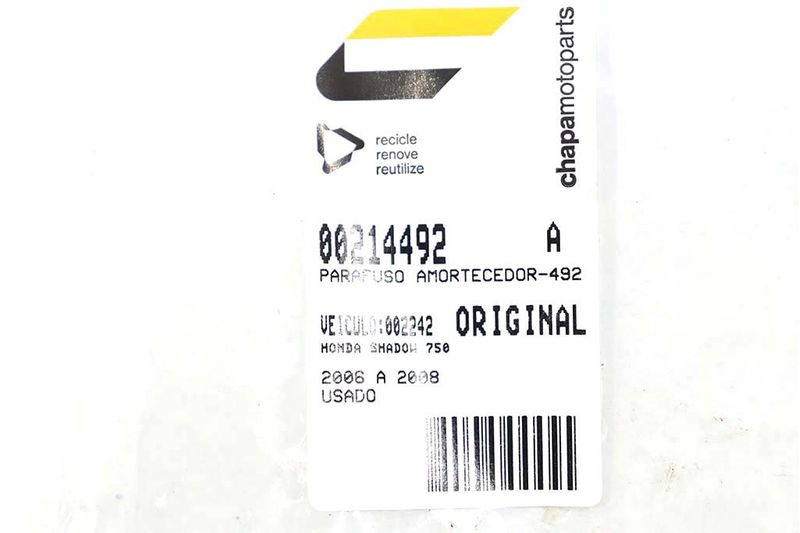 chapamotoparts
recicle
renove
reutilize
00214492 A
PARAFUSO AMORTECEDOR-492
VEICULO:002242 ORIGINAL
HONDA SHADOW 750
2006 A 2008
USADO